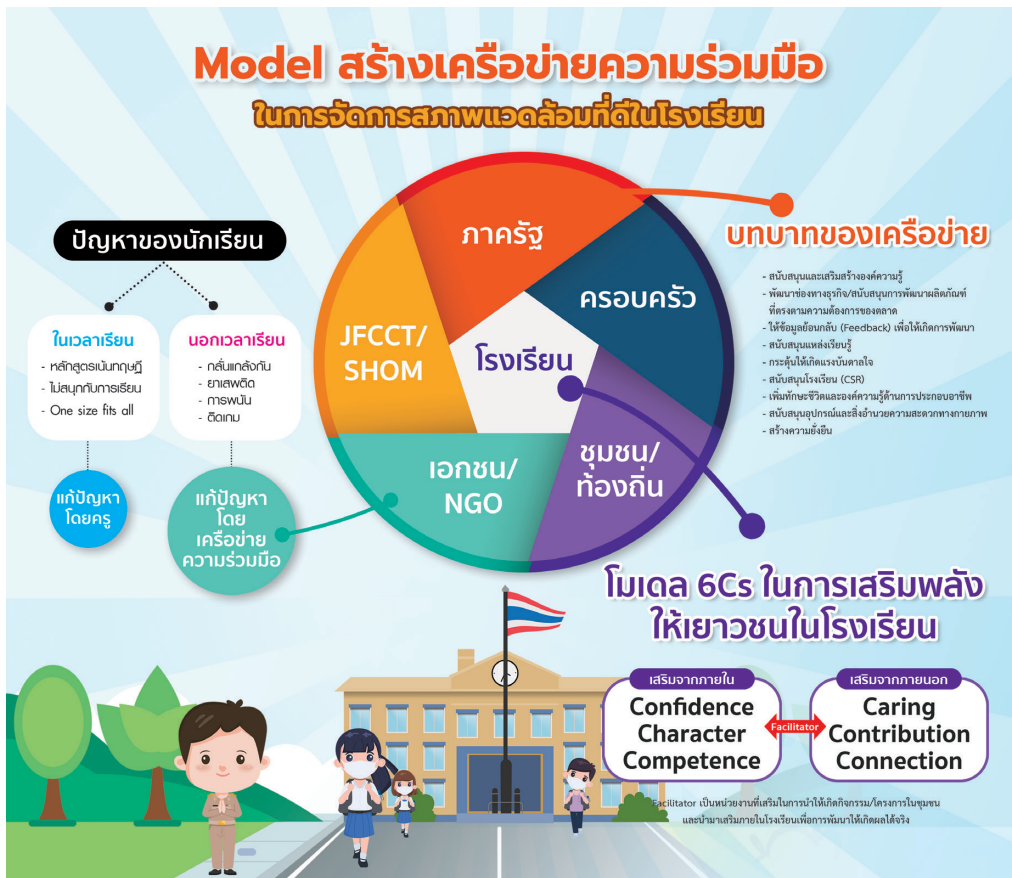 Model สร้างเครือข่ายความร่วมมือ
ในการจัดการสภาพแวดล้อมที่ดีในโรงเรียน
ปัญหาของนักเรียน
ในเวลาเรียน
- หลักสูตรเน้นทฤษฎี
- ไม่สนุกกับการเรียน
- One size fits all
นอกเวลาเรียน
- กลั่นแกล้งกัน
- ยาเสพติด
- การพนัน
- ติดเกม
แก้ปัญหา
โดยครู
แก้ปัญหา
โดย
เครือข่าย
ความร่วมมือ
ภาครัฐ
ครอบครัว
JFCCT/
SHOM
โรงเรียน
เอกชน/
NGO
ชุมชน/
ท้องถิ่น
บทบาทของเครือข่าย
- สนับสนุนและเสริมสร้างองค์ความรู้
- พัฒนาช่องทางธุรกิจ/สนับสนุนการพัฒนาผลิตภัณฑ์
ที่ตรงตามความต้องการของตลาด
- ให้ข้อมูลย้อนกลับ (Feedback) เพื่อให้เกิดการพัฒนา
- สนับสนุนแหล่งเรียนรู้
- กระตุ้นให้เกิดแรงบันดาลใจ
- สนับสนุนโรงเรียน (CSR)
- เพิ่มทักษะชีวิตและองค์ความรู้ด้านการประกอบอาชีพ
- สนับสนุนอุปกรณ์และสิ่งอำนวยความสะดวกทางกายภาพ
- สร้างความยั่งยืน
โมเดล 6Cs ในการเสริมพลัง
ให้เยาวชนในโรงเรียน
เสริมจากภายใน
Confidence
Character
Competence
Facilitator
เสริมจากภายนอก
Caring
Contribution
Connection
Facilitator เป็นหน่วยงานที่เสริมในการนำให้เกิดกิจกรรม/โครงการในชุมชน
และนำมาเสริมภายในโรงเรียนเพื่อการพัฒนาให้เกิดผลได้จริง